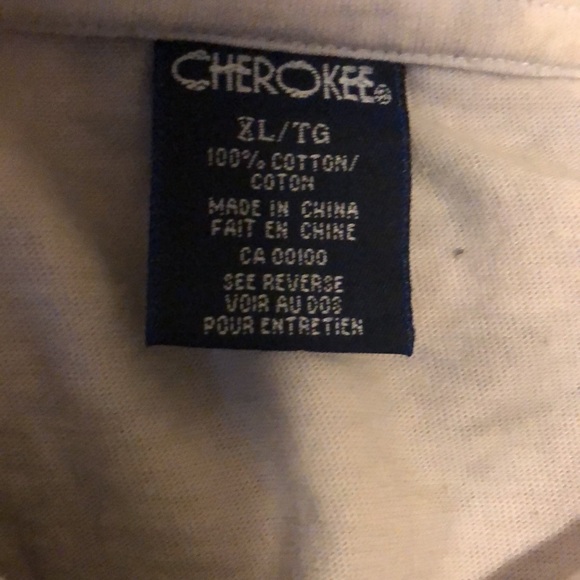 CHEROKEE®
XL/TG
100% COTTON/
COTON
MADE IN CHINA
FAIT EN CHINE
CA 00100
SEE REVERSE
VOIR AU DOS
POUR ENTRETIEN